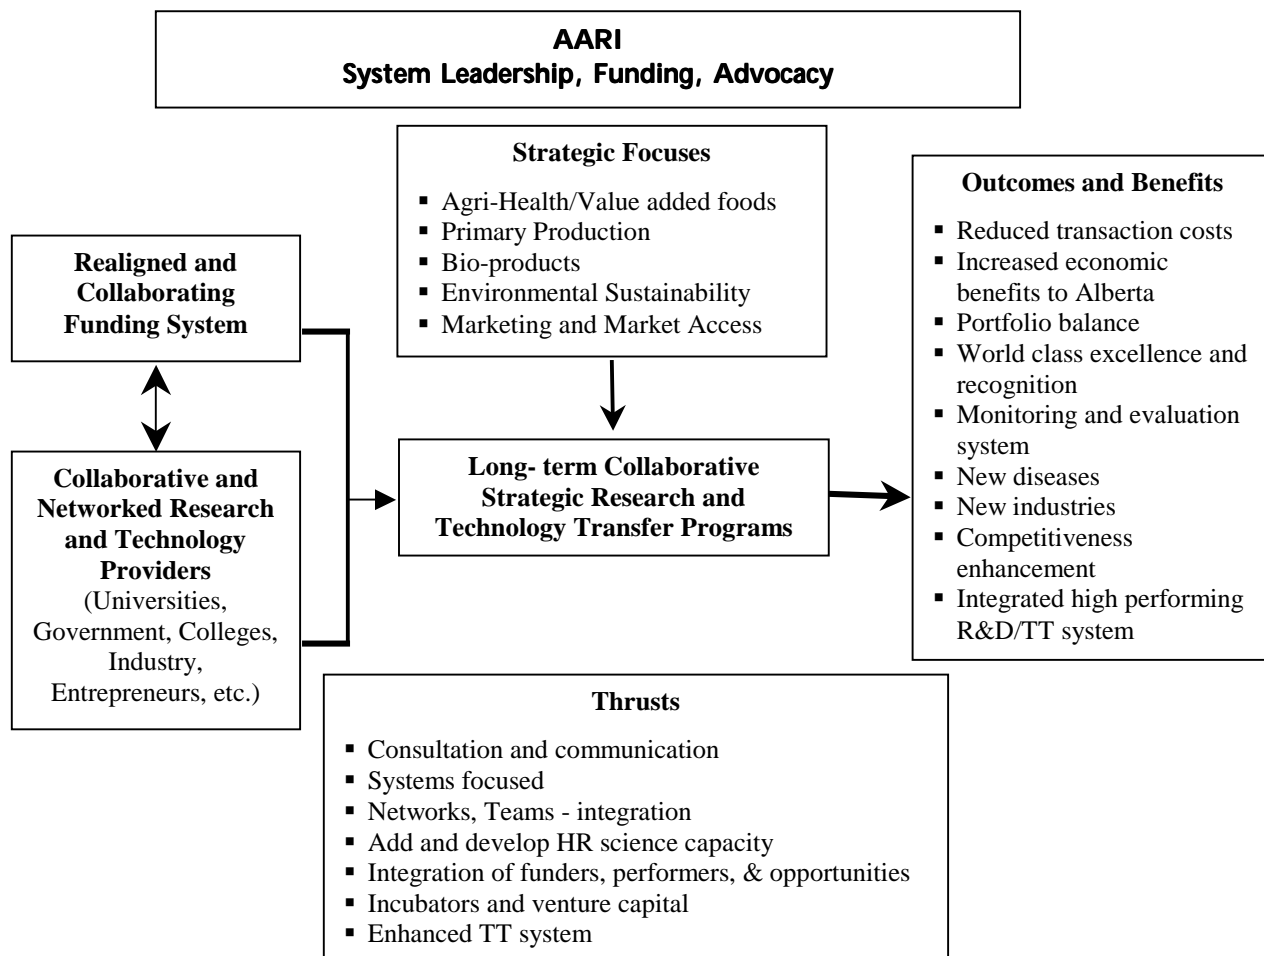 AARI
System Leadership, Funding, Advocacy
Strategic Focuses
▪ Agri-Health/Value added foods
▪ Primary Production
▪ Bio-products
▪ Environmental Sustainability
▪ Marketing and Market Access
Realigned and
Collaborating
Funding System
Collaborative and
Networked Research
and Technology
Providers
(Universities,
Government, Colleges,
Industry,
Entrepreneurs, etc.)
Long- term Collaborative
Strategic Research and
Technology Transfer Programs
Outcomes and Benefits
▪ Reduced transaction costs
▪ Increased economic
benefits to Alberta
▪ Portfolio balance
▪ World class excellence and
recognition
▪ Monitoring and evaluation
system
▪ New diseases
▪ New industries
▪ Competitiveness
enhancement
▪ Integrated high performing
R&D/TT system
Thrusts
▪ Consultation and communication
▪ Systems focused
▪ Networks, Teams - integration
▪ Add and develop HR science capacity
▪ Integration of funders, performers, & opportunities
▪ Incubators and venture capital
▪ Enhanced TT system